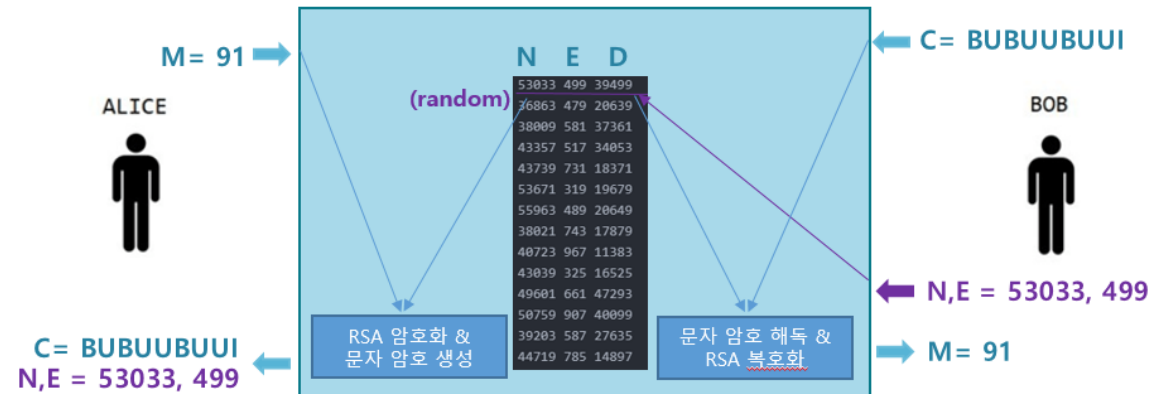 M= 91
ALICE
C= BUBUUBUUI
N,E = 53033, 499
N E D
(random)
53033 499 39499
36863 479 20639
38009 581 37361
43357 517 34053
43739 731 18371
53671 319 19679
55963 489 20649
38021 743 17879
40723 967 11383
43039 325 16525
49601 661 47293
50759 907 40099
39203 587 27635
44719 785 14897
RSA 암호화 &
문자 암호 생성
문자 암호 해독 &
RSA 복호화
C= BUBUUBUUI
BOB
N,E = 53033, 499
M= 91